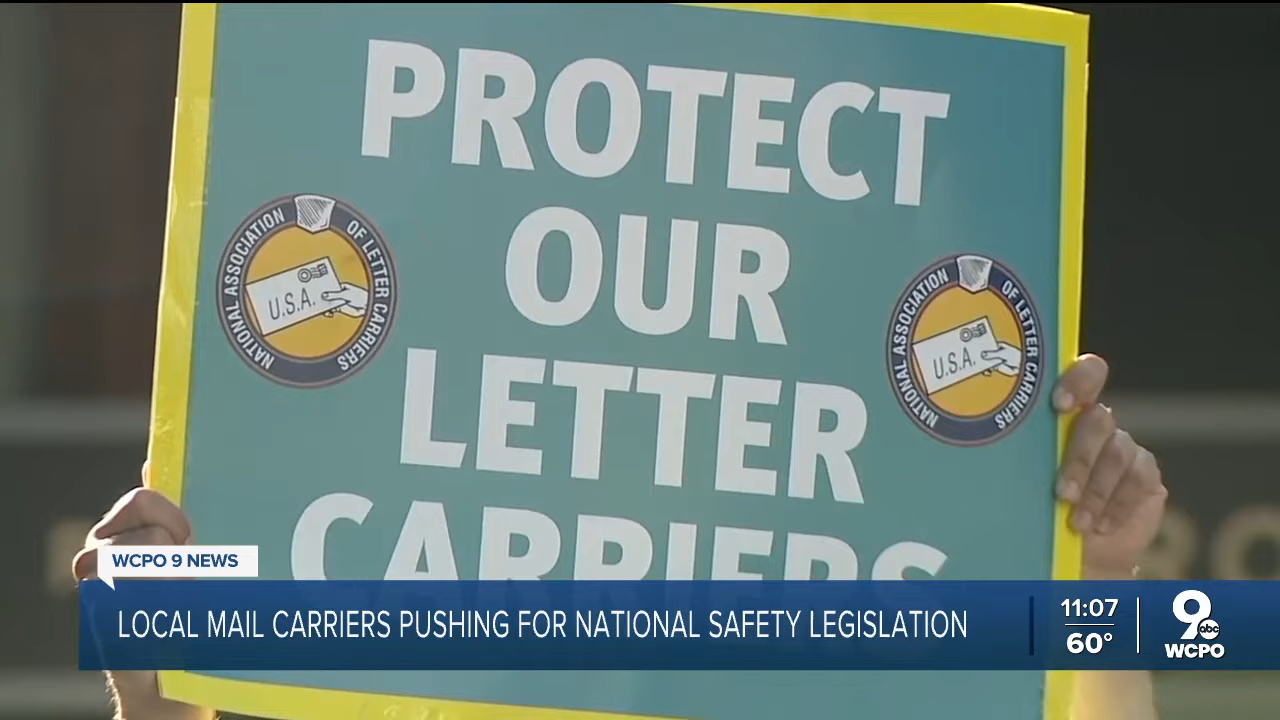 PROTECT
OUR
LETTER
CARRIERS
NATIONAL ASSOCIATION OF LETTER CARRIERS
U.S.A.
NATIONAL ASSOCIATION OF LETTER CARRIERS
U.S.A.
WCPO 9 NEWS
LOCAL MAIL CARRIERS PUSHING FOR NATIONAL SAFETY LEGISLATION
11:07
60°
9
abc
WCPO